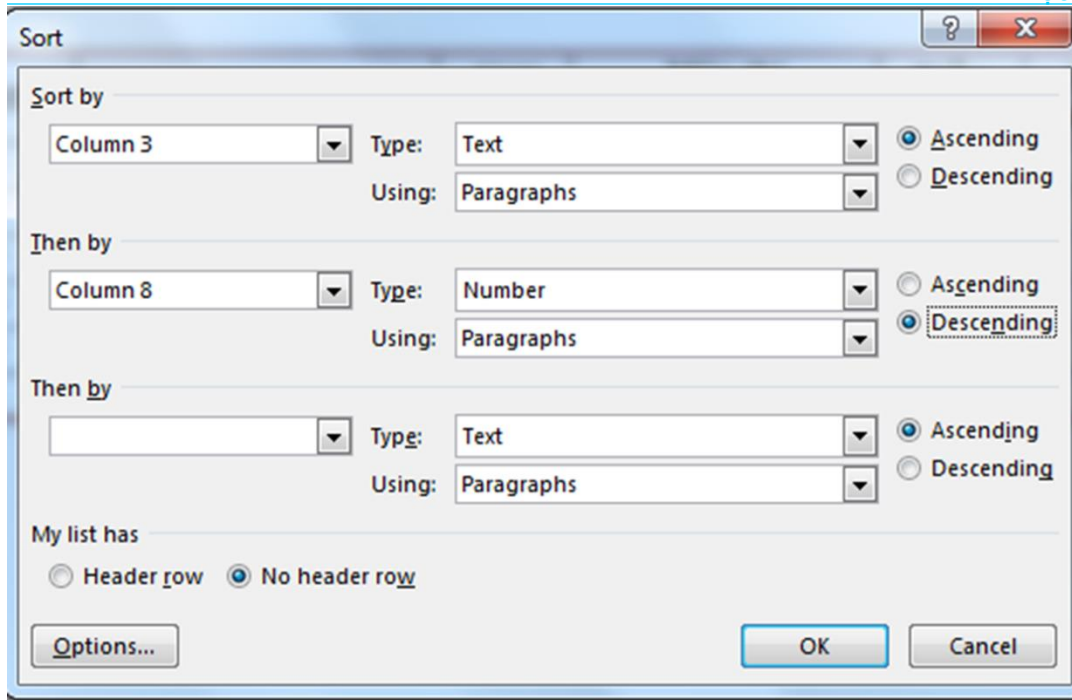 Sort
Sort by
Column 3 Type: Text Ascending
Using: Paragraphs Descending
Then by
Column 8 Type: Number Ascending
Using: Paragraphs Descending
Then by
Type: Text Ascending
Using: Paragraphs Descending
My list has
Header row No header row
Options... OK Cancel